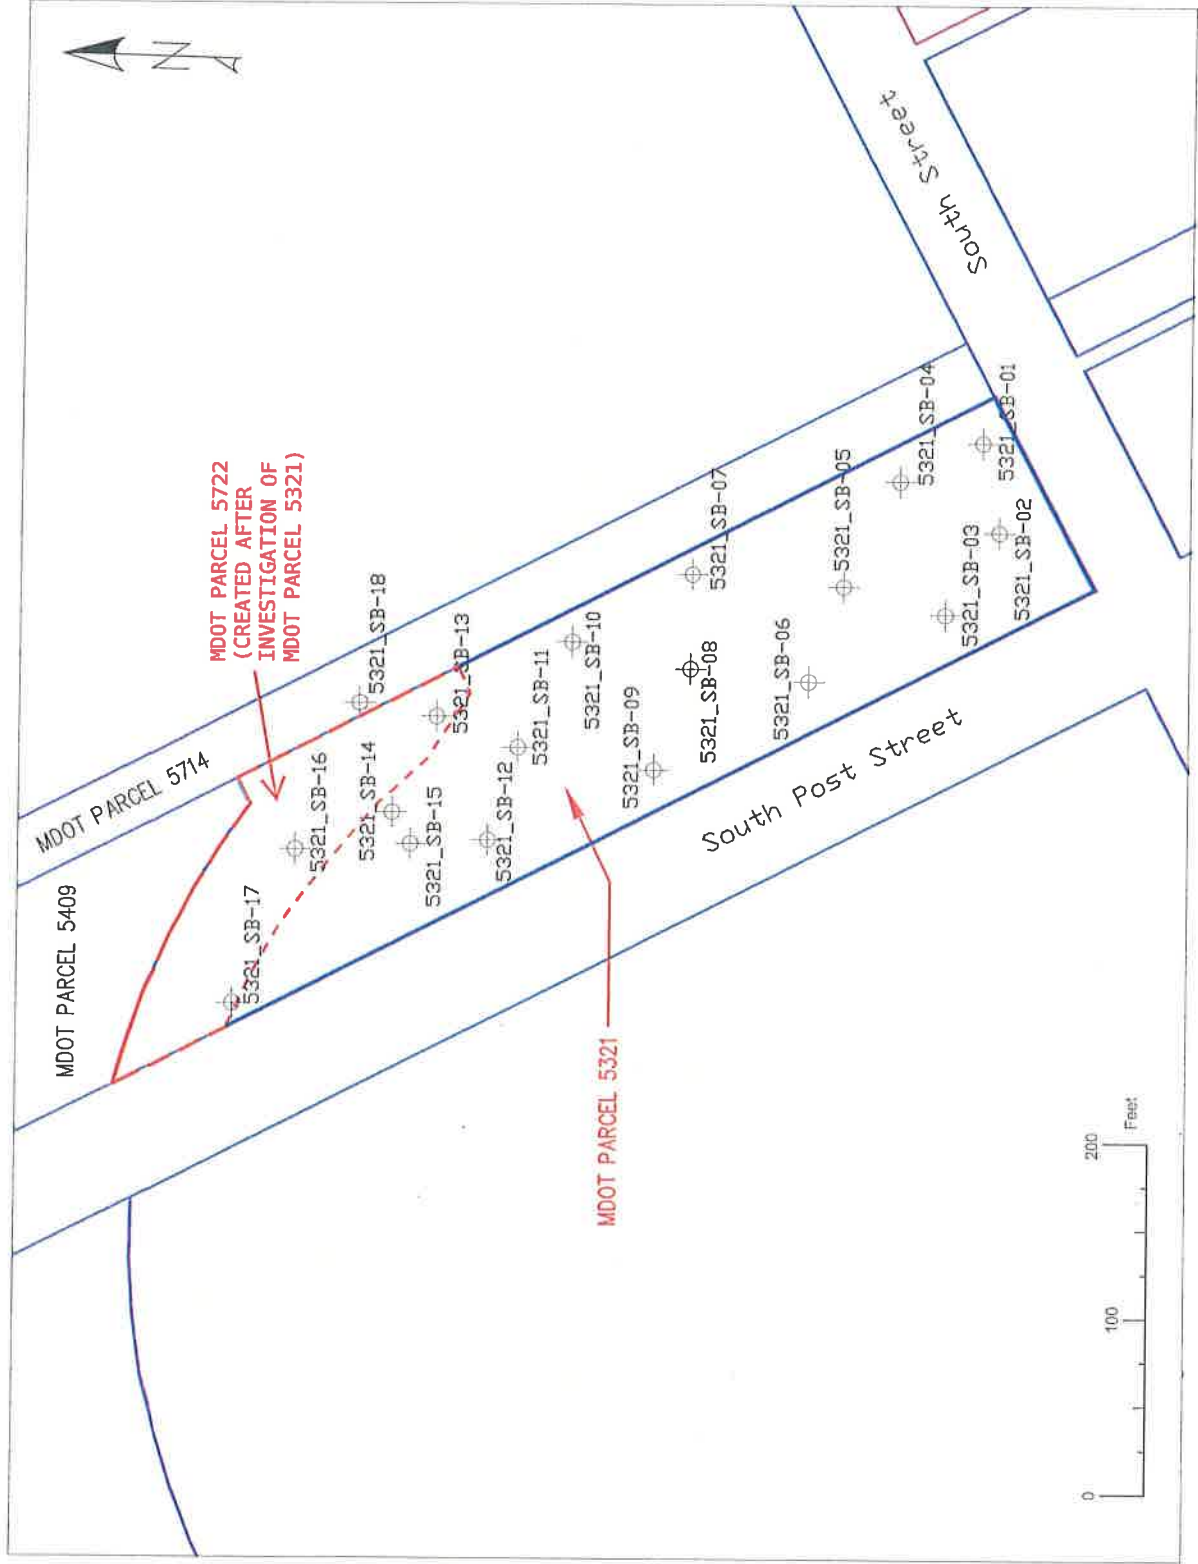 N
MDOT PARCEL 5722
(CREATED AFTER
INVESTIGATION OF
MDOT PARCEL 5321)
MDOT PARCEL 5714
MDOT PARCEL 5409
5321_SB-18
5321_SB-13
5321_SB-16
5321_SB-14
5321_SB-17
5321_SB-15
5321_SB-12
5321_SB-11
5321_SB-10
5321_SB-09
5321_SB-08
5321_SB-07
5321_SB-06
5321_SB-05
5321_SB-04
5321_SB-03
5321_SB-02
5321_SB-01
South Street
South Street
South Post Street
MDOT PARCEL 5321
0
100
200
Feet